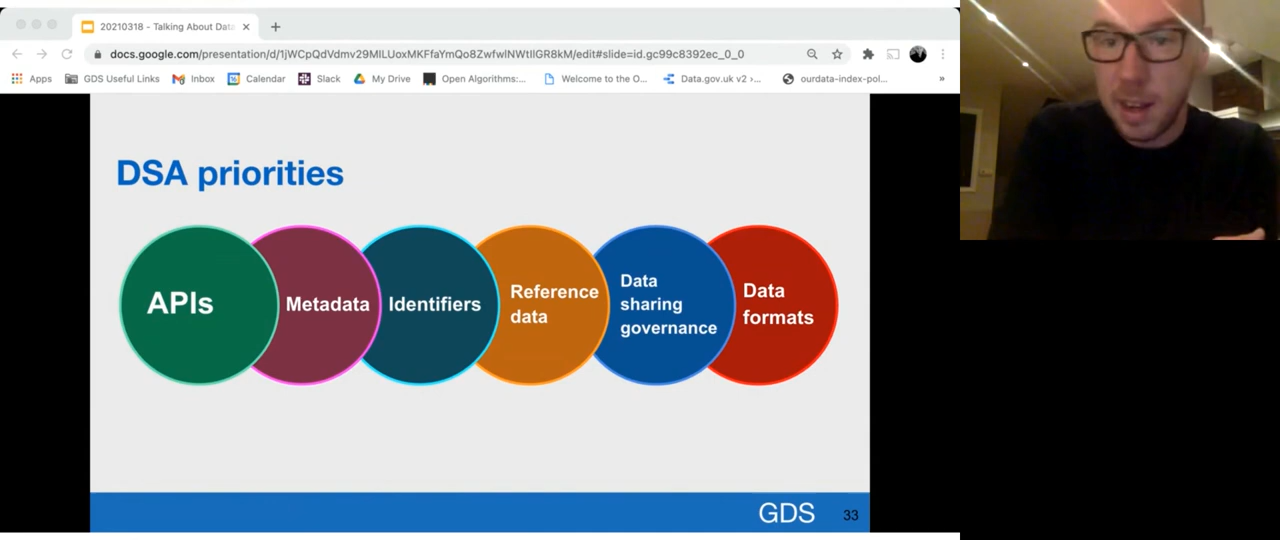 20210318 - Talking About Data
docs.google.com/presentation/d/1jWCpQdVdmv29MILUoxMKFfaYmQo8ZwfwlNWtIlGR8kM/edit#slide=id.gc99c8392ec_0_0
Apps GDS Useful Links Inbox Calendar Slack My Drive Open Algorithms:... Welcome to the O... Data.gov.uk v2 ›... ourdata-index-pol... »
DSA priorities
APIs
Metadata
Identifiers
Reference
data
Data
sharing
governance
Data
formats
GDS 33